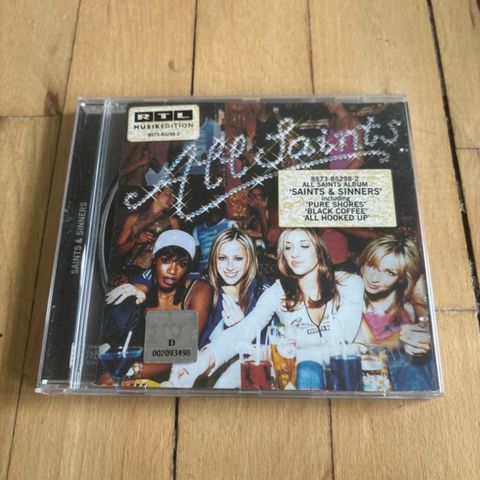 RTL
MUSIKEDITION
8573-85298-2
All Saints
8573-85298-2
ALL SAINTS ALBUM
'SAINTS & SINNERS'
including
'PURE SHORES'
'BLACK COFFEE'
'ALL HOOKED UP'
SAINTS & SINNERS
D
002093498